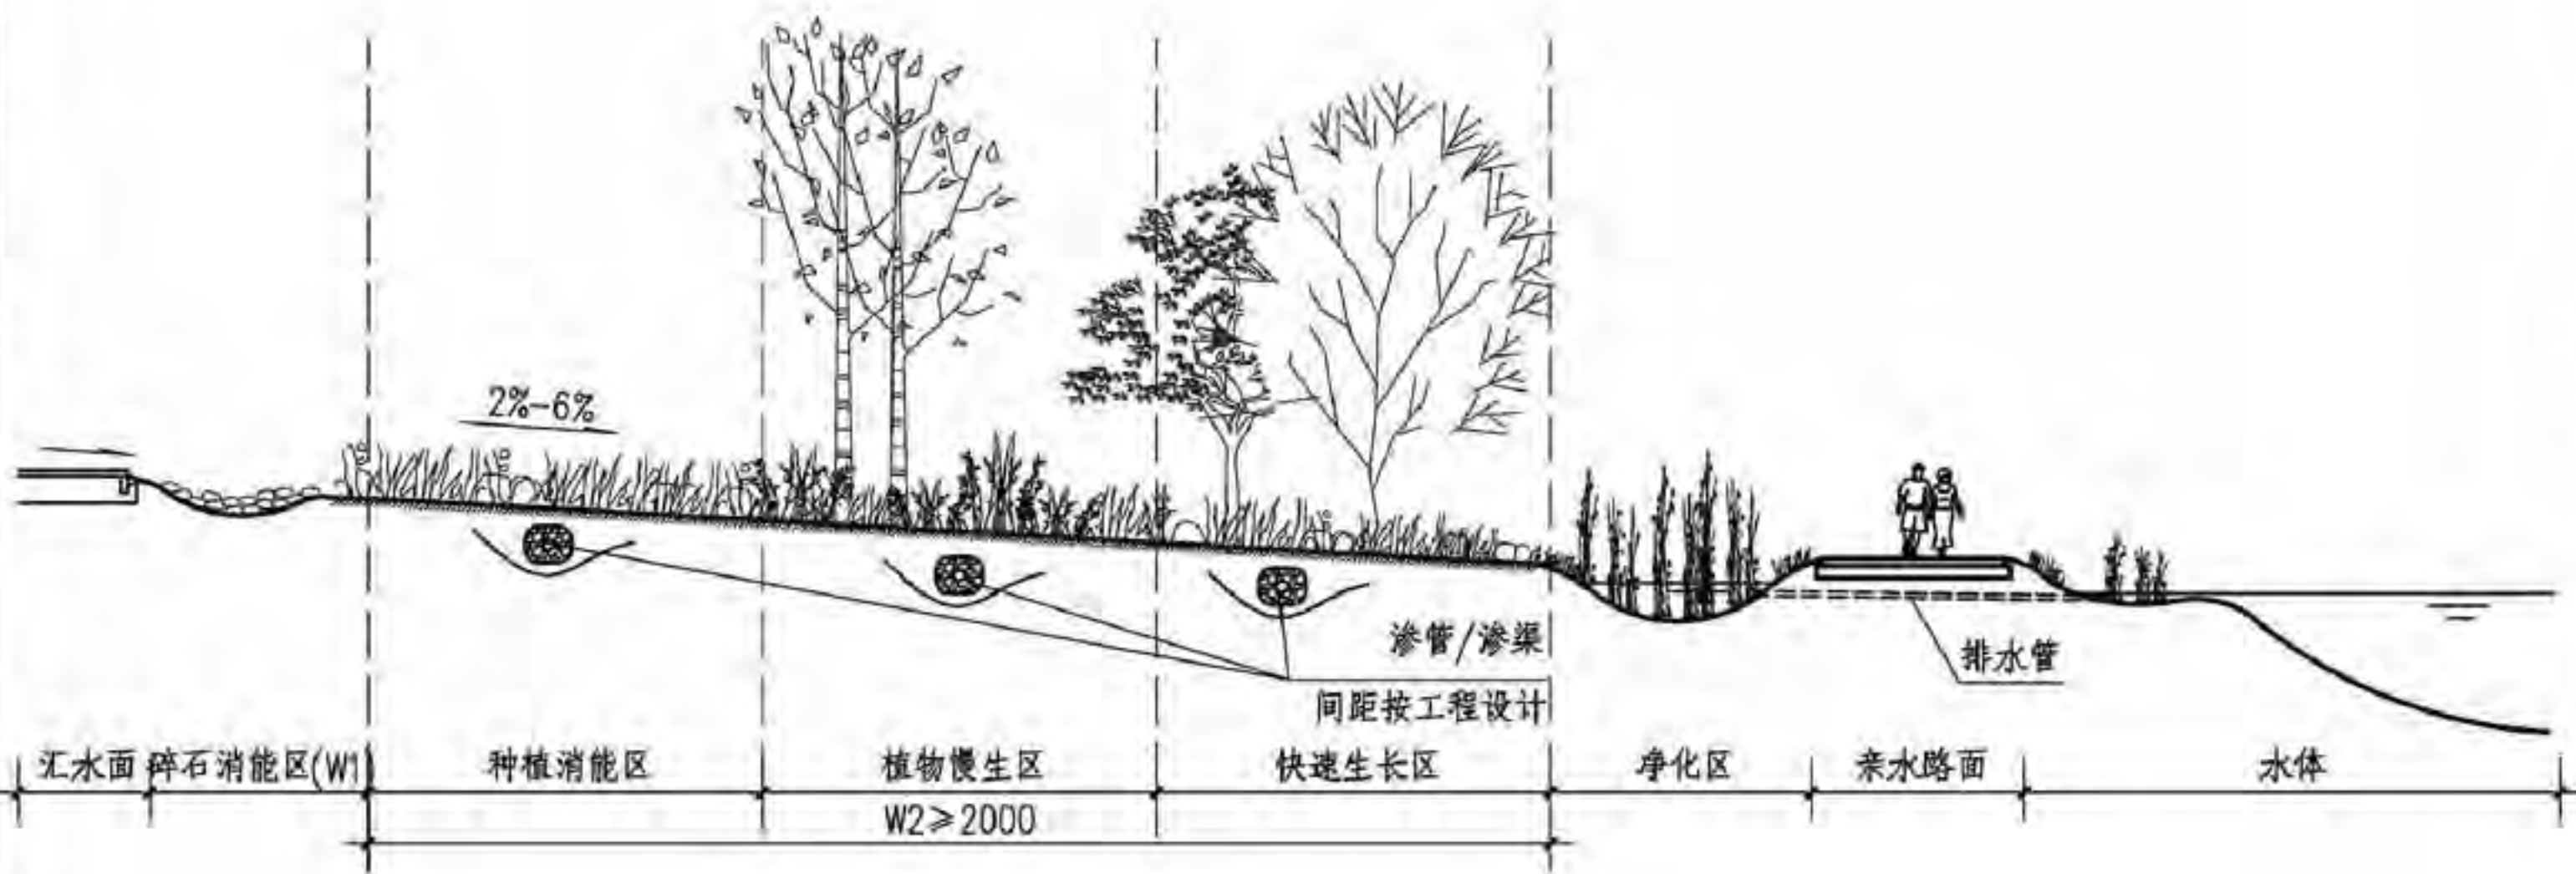 2%-6%
渗管/渗渠
间距按工程设计
排水管
汇水面
碎石消能区(W1)
种植消能区
植物慢生区
快速生长区
净化区
亲水路面
水体
W2≥2000